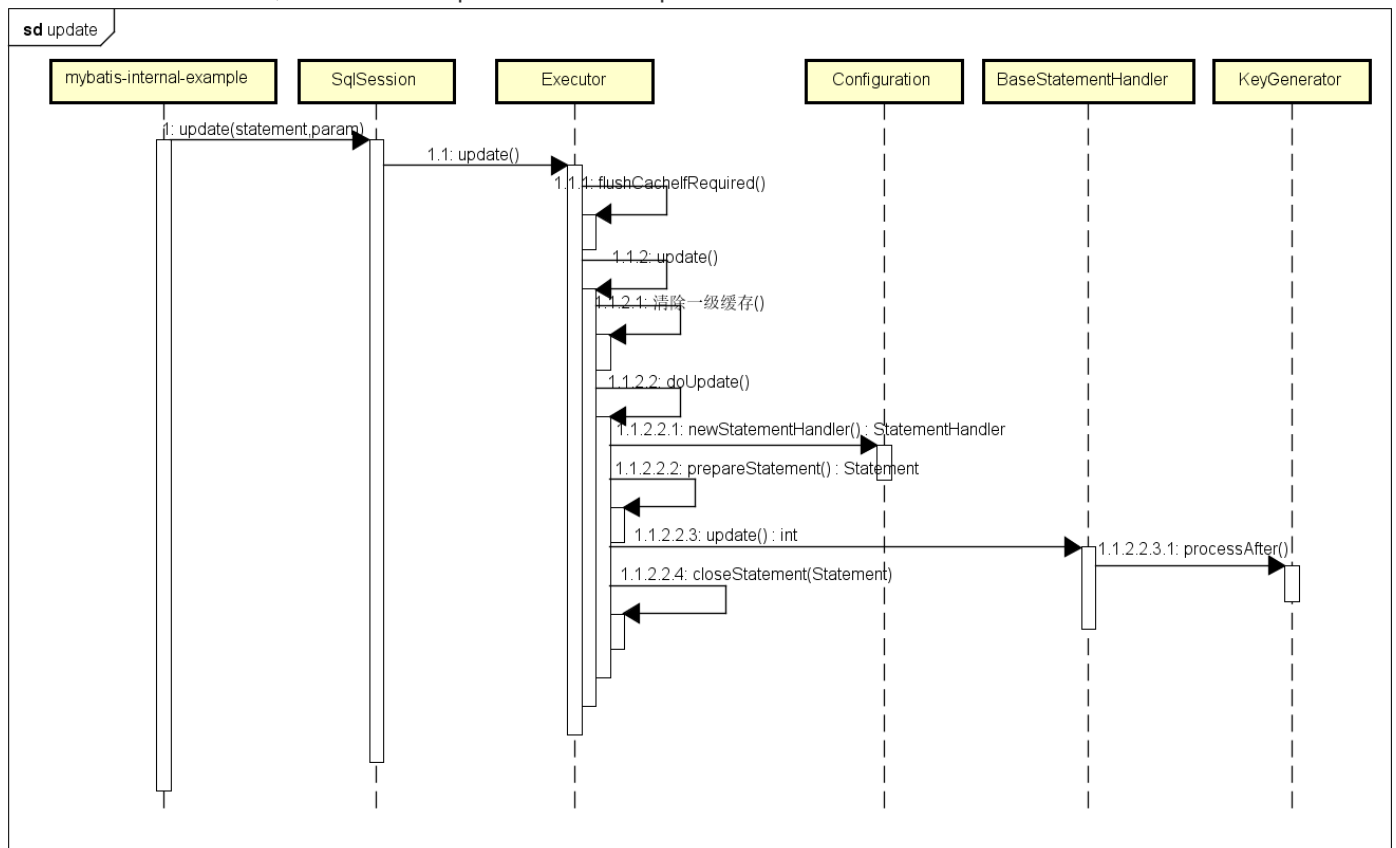 sd update
mybatis-internal-example
SqlSession
Executor
Configuration
BaseStatementHandler
KeyGenerator
1: update(statement,param)
1.1: update()
1.1.1: flushCacheIfRequired()
1.1.2: update()
1.1.2.1: 清除一级缓存()
1.1.2.2: doUpdate()
1.1.2.2.1: newStatementHandler() : StatementHandler
1.1.2.2.2: prepareStatement() : Statement
1.1.2.2.3: update() : int
1.1.2.2.3.1: processAfter()
1.1.2.2.4: closeStatement(Statement)